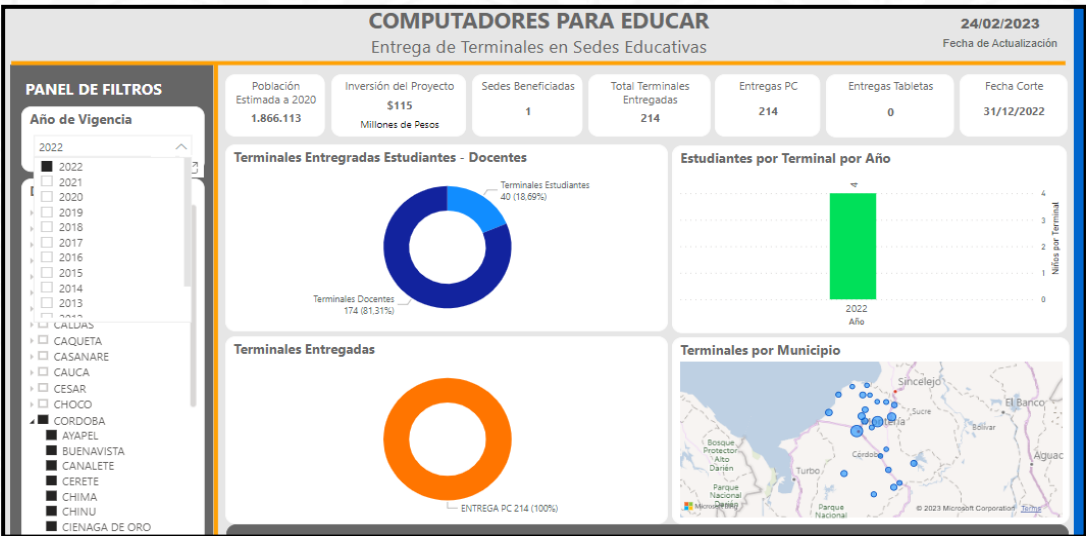 COMPUTADORES PARA EDUCAR
Entrega de Terminales en Sedes Educativas
24/02/2023
Fecha de Actualización
PANEL DE FILTROS
Año de Vigencia
2022
2022
2021
2020
2019
2018
2017
2016
2015
2014
2013
CALDAS
CAQUETA
CASANARE
CAUCA
CESAR
CHOCO
CORDOBA
AYAPEL
BUENAVISTA
CANALETE
CERETE
CHIMA
CHINU
CIENAGA DE ORO
Población
Estimada a 2020
1.866.113
Inversión del Proyecto
$115
Millones de Pesos
Sedes Beneficiadas
1
Total Terminales
Entregadas
214
Entregas PC
214
Entregas Tabletas
0
Fecha Corte
31/12/2022
Terminales Entregradas Estudiantes - Docentes
Terminales Estudiantes
40 (18,69%)
Terminales Docentes
174 (81,31%)
Estudiantes por Terminal por Año
4
4
3
2
1
0
Niños por Terminal
2022
Año
Terminales Entregadas
ENTREGA PC 214 (100%)
Terminales por Municipio
Sincelejo
El Banco
Sucre
Bolívar
Bosque
Protector
Alto
Darién
Córdoba
Turbo
Aguac
Parque
Nacional
Parque
Nacional
© 2023 Microsoft Corporation
Terms